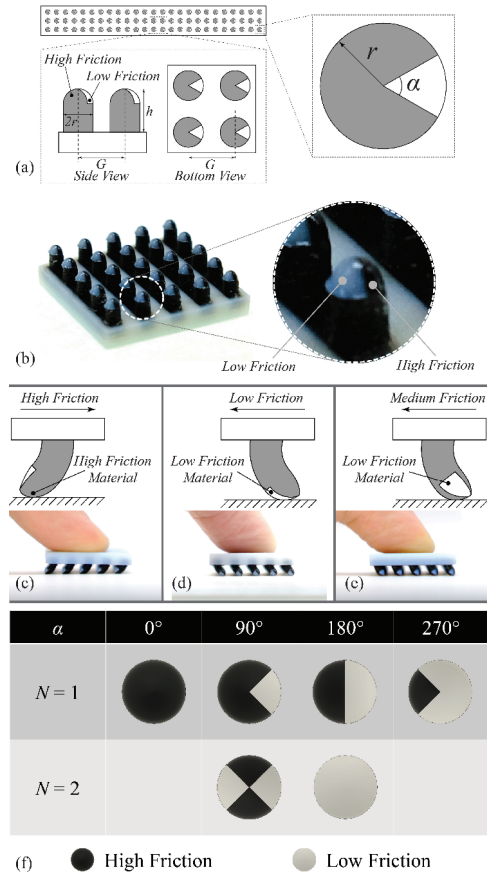 r
α
High Friction
Low Friction
2r
h
G
G
Side View
Bottom View
(a)
(b)
Low Friction
High Friction
High Friction
Low Friction
Medium Friction
High Friction
Material
Low Friction
Material
Low Friction
Material
(c)
(d)
(e)
α 0° 90° 180° 270°
N = 1
N = 2
(f) High Friction Low Friction